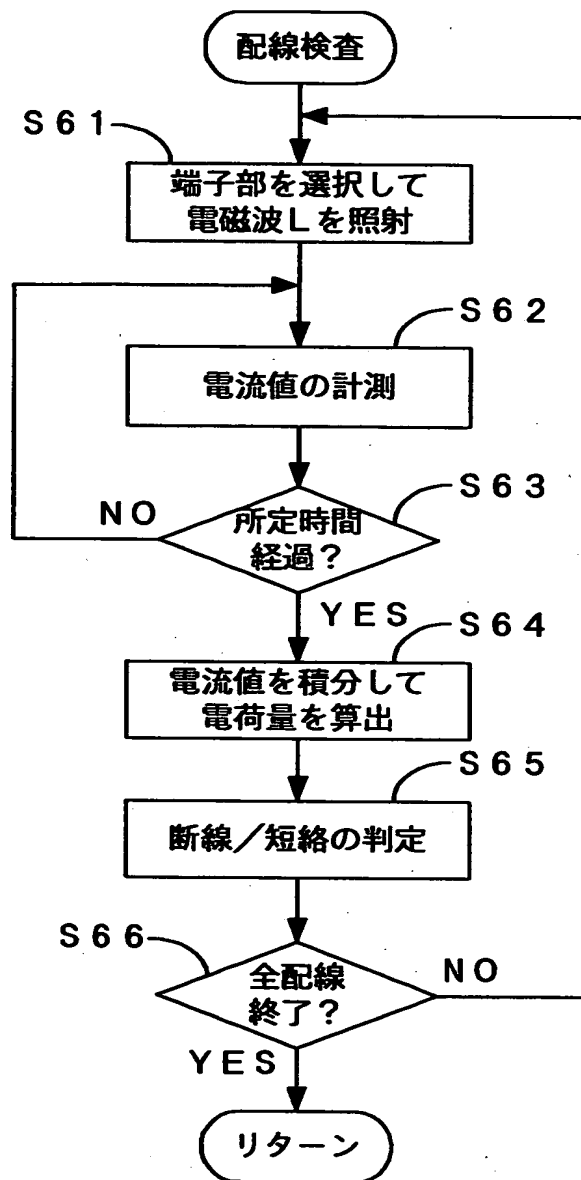 配線検査
S61
端子部を選択して
電磁波Lを照射
S62
電流値の計測
S63
NO
所定時間
経過?
YES
S64
電流値を積分して
電荷量を算出
S65
断線/短絡の判定
S66
全配線
終了?
NO
YES
リターン